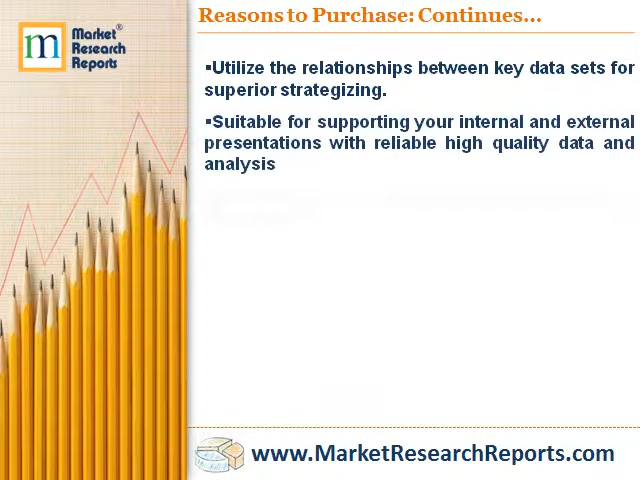 Reasons to Purchase: Continues...
m Market®
Research
Reports
▪Utilize the relationships between key data sets for
superior strategizing.
▪Suitable for supporting your internal and external
presentations with reliable high quality data and
analysis
www.MarketResearchReports.com